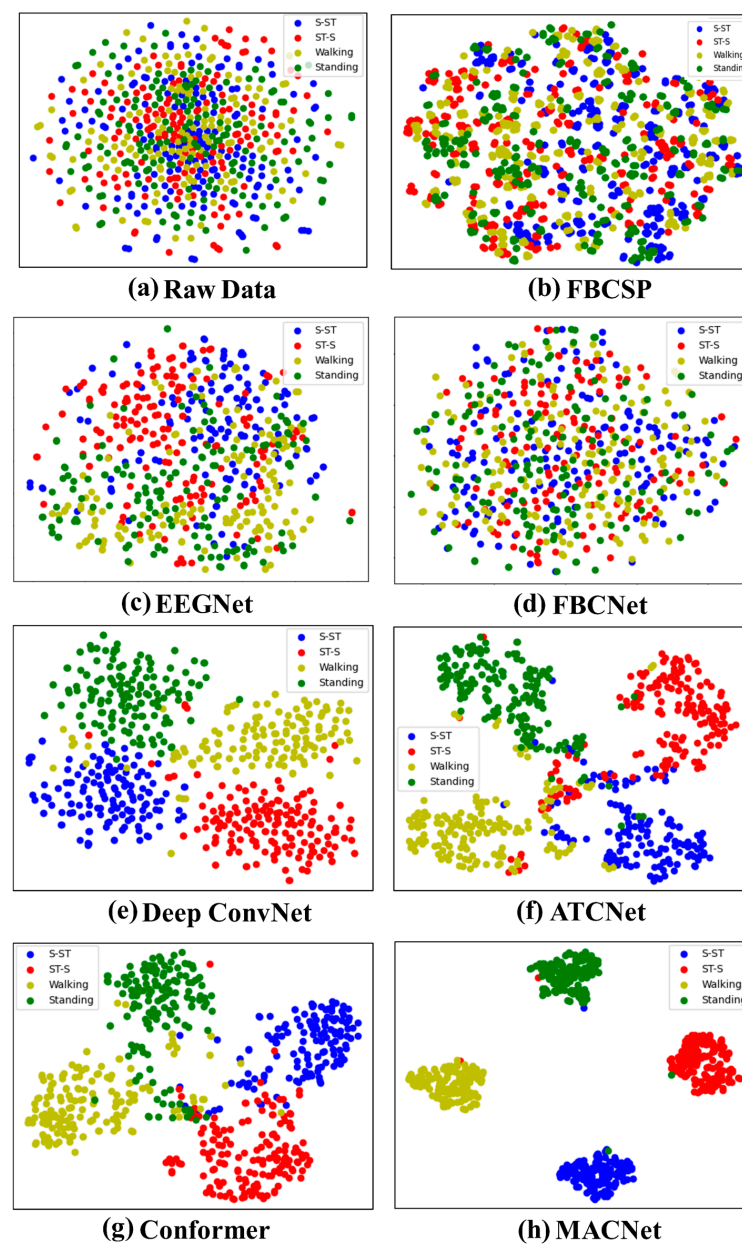 S-ST
ST-S
Walking
Standing
(a) Raw Data
S-ST
ST-S
Walking
Standing
(b) FBCSP
S-ST
ST-S
Walking
Standing
(c) EEGNet
S-ST
ST-S
Walking
Standing
(d) FBCNet
S-ST
ST-S
Walking
Standing
(e) Deep ConvNet
S-ST
ST-S
Walking
Standing
(f) ATCNet
S-ST
ST-S
Walking
Standing
(g) Conformer
S-ST
ST-S
Walking
Standing
(h) MACNet